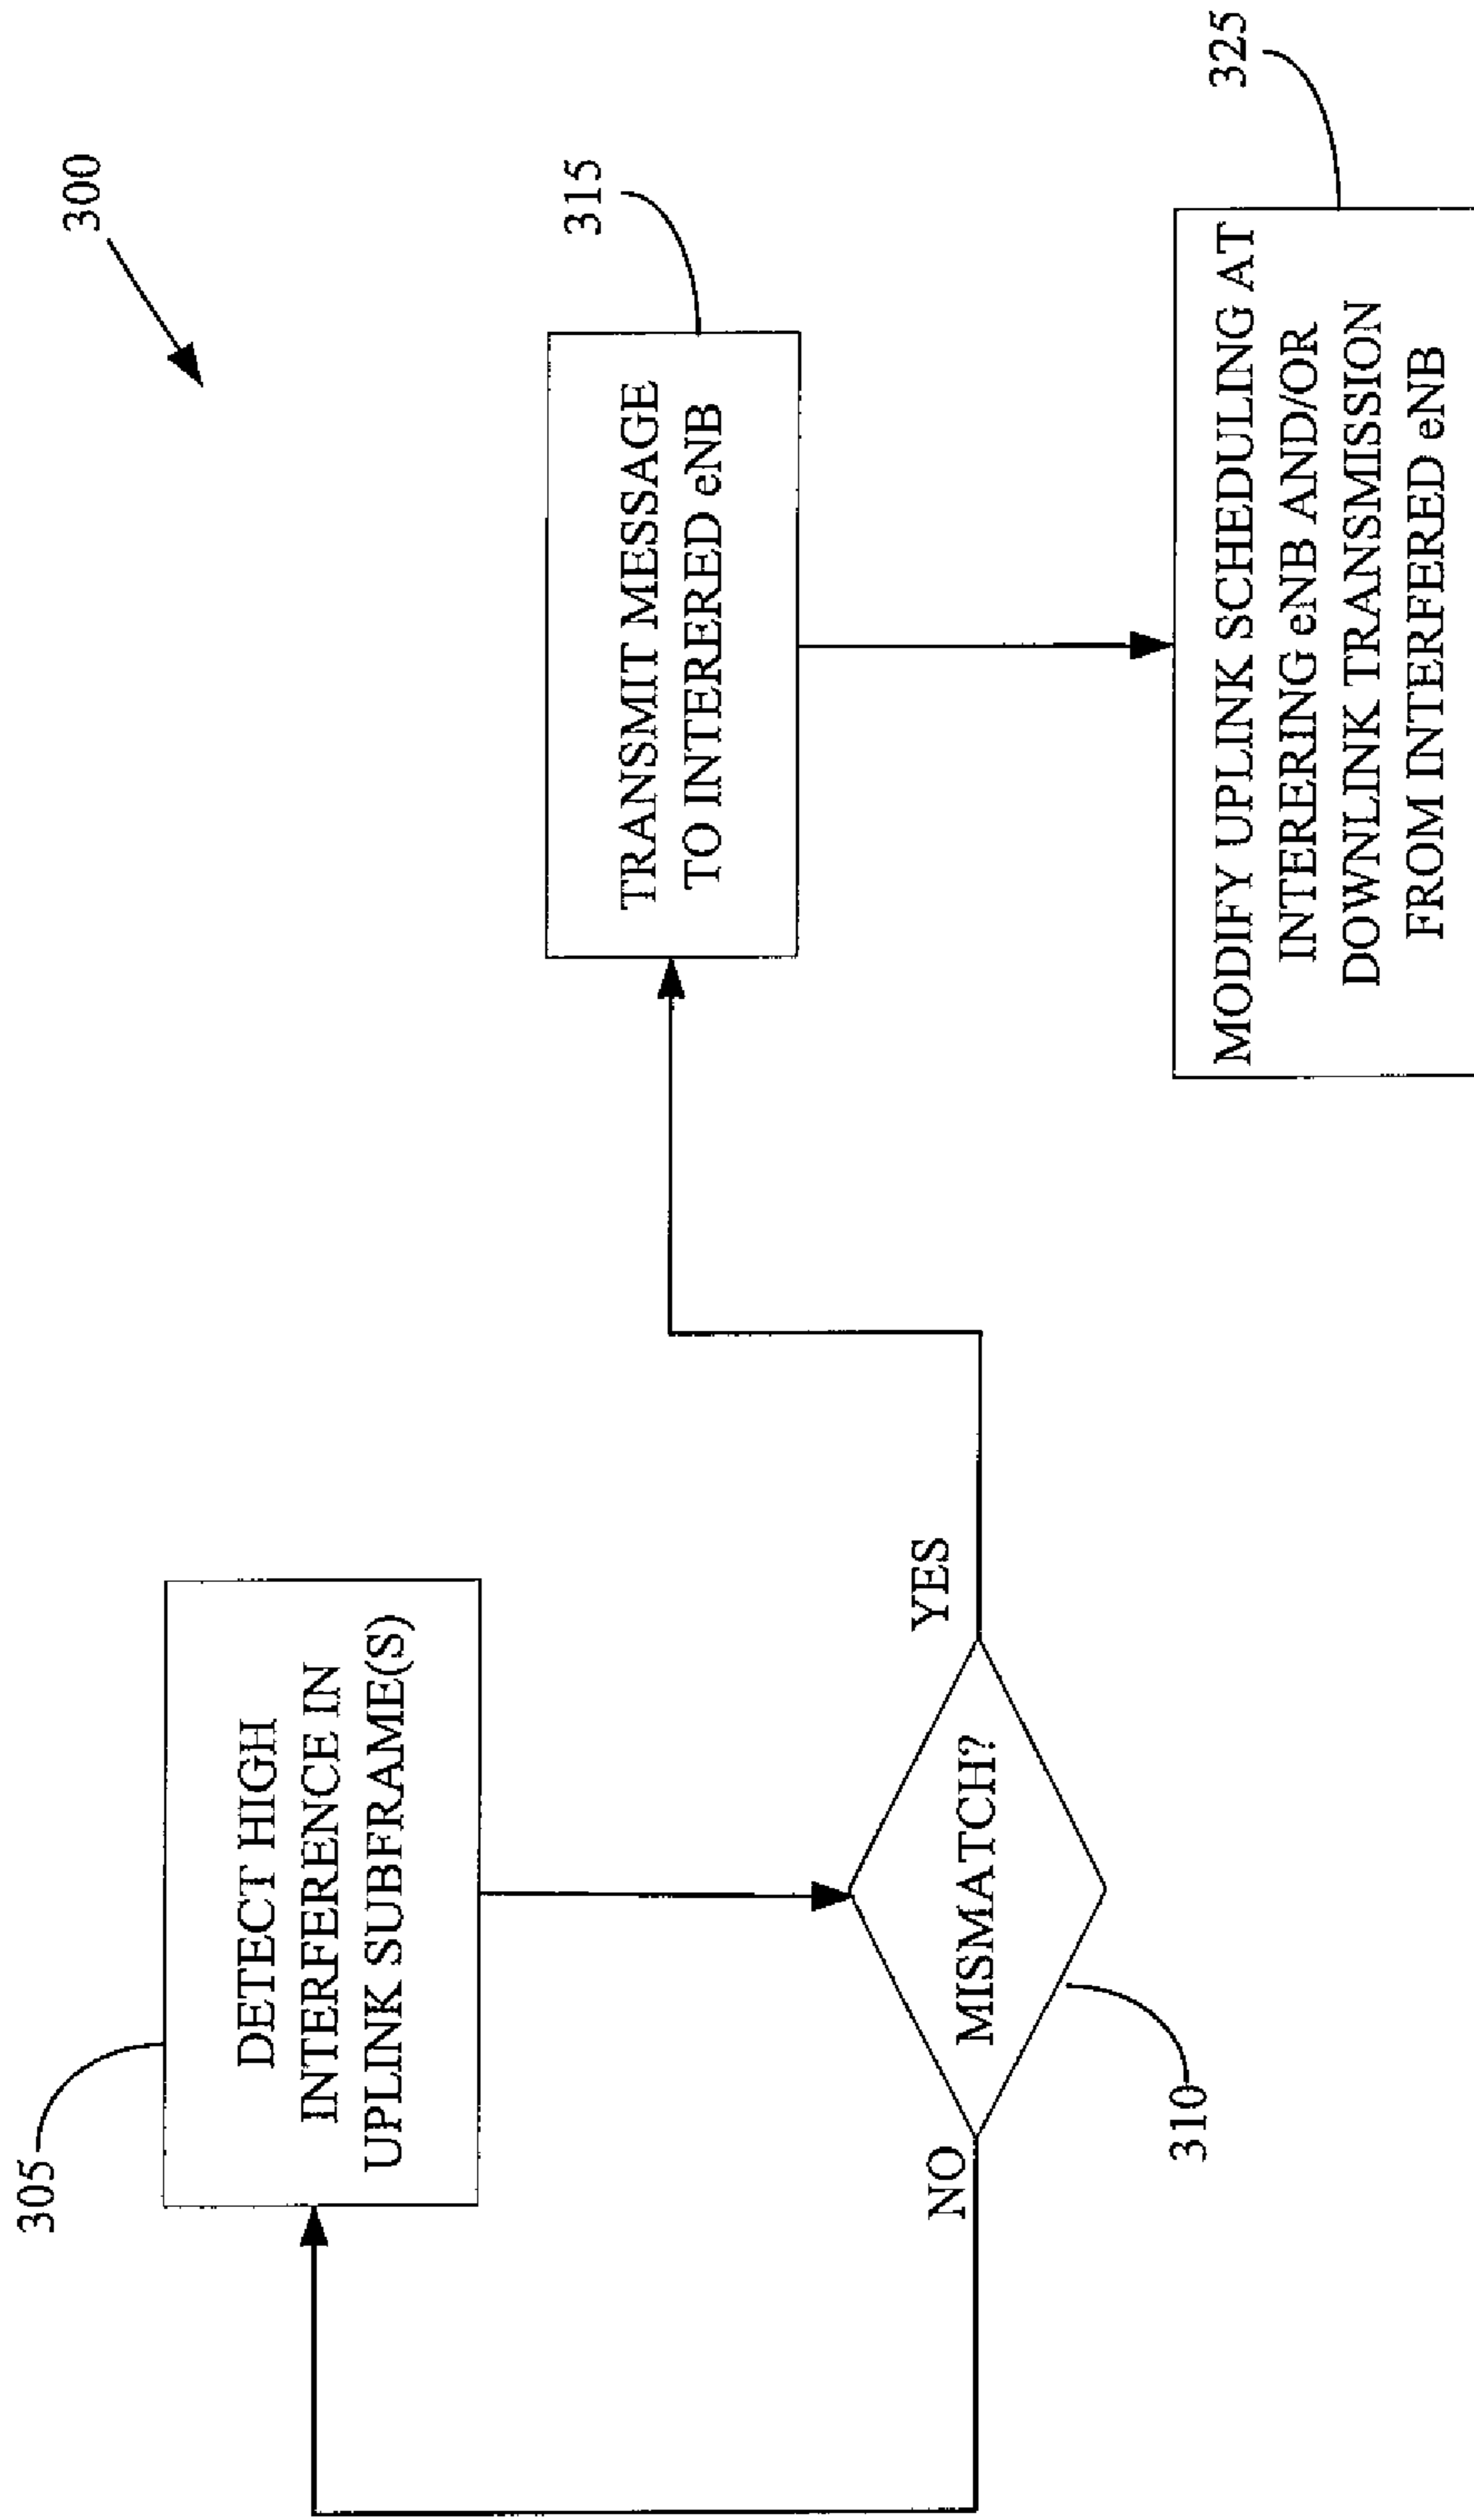 300
305
DETECT HIGH
INTERFERENCE IN
UPLINK SUBFRAME(S)
NO
MISMATCH?
YES
310
315
TRANSMIT MESSAGE
TO INTERERED eNB
325
MODIFY UPLINK SCHEDULING AT
INTERERING eNB AND/OR
DOWNLINK TRANSMISSION
FROM INTERFERED eNB